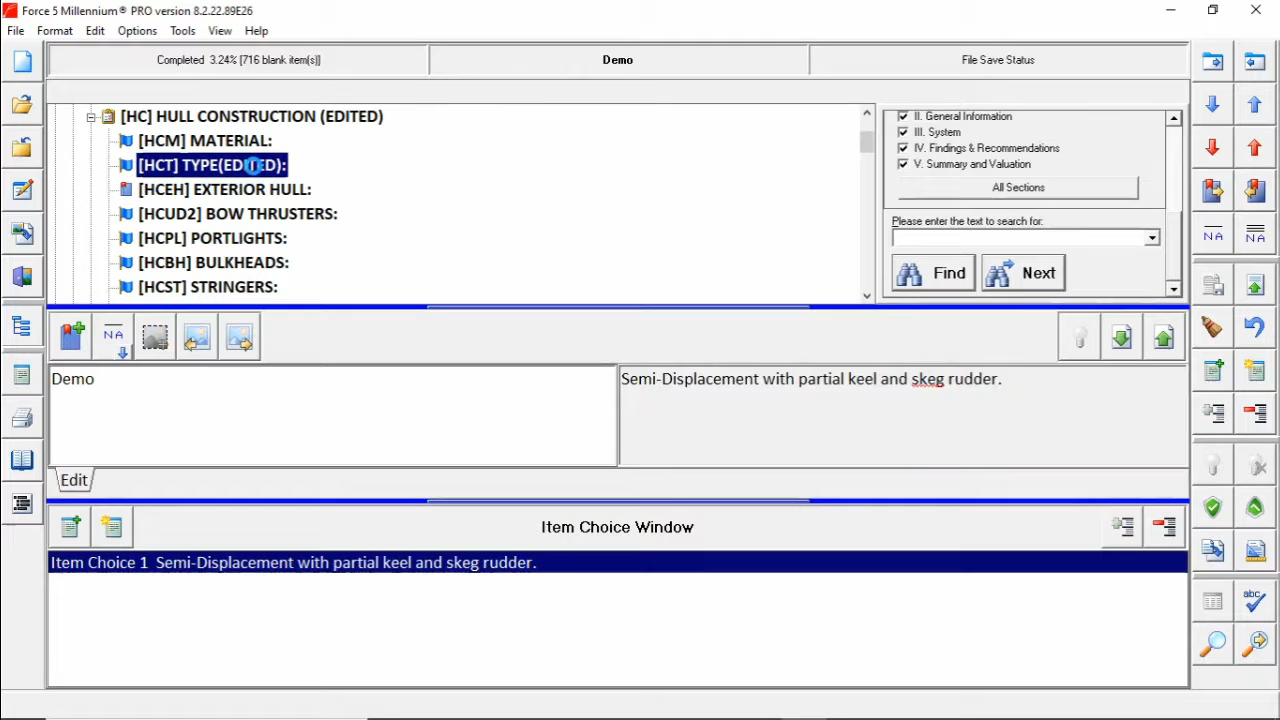 Force 5 Millennium® PRO version 8.2.22.89E26
File Format Edit Options Tools View Help
Completed 3.24% [716 blank item(s)]
Demo
File Save Status
[HC] HULL CONSTRUCTION (EDITED)
[HCM] MATERIAL:
[HCT] TYPE(EDITED):
[HCEH] EXTERIOR HULL:
[HCUD2] BOW THRUSTERS:
[HCPL] PORTLIGHTS:
[HCBH] BULKHEADS:
[HCST] STRINGERS:
II. General Information
III. System
IV. Findings & Recommendations
V. Summary and Valuation
All Sections
Please enter the text to search for:
Find
Next
NA
NA
NA
Demo
Semi-Displacement with partial keel and skeg rudder.
Edit
Item Choice Window
Item Choice 1 Semi-Displacement with partial keel and skeg rudder.
abc